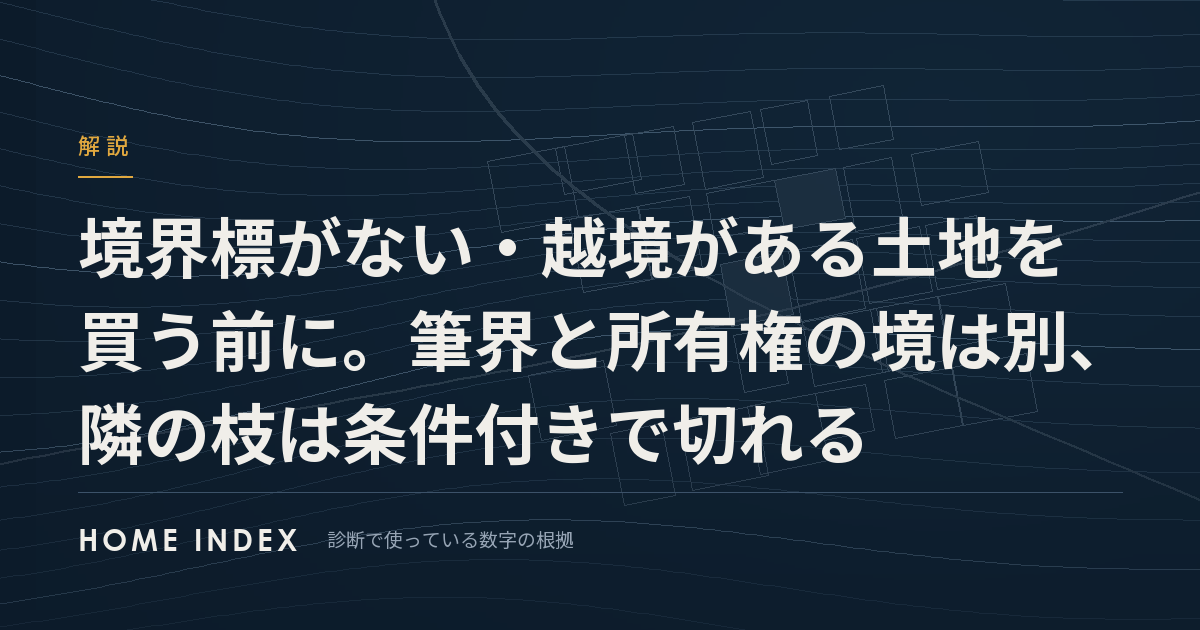 解説
境界標がない・越境がある土地を
買う前に。筆界と所有権の境は別、
隣の枝は条件付きで切れる
HOME INDEX 診断で使っている数字の根拠